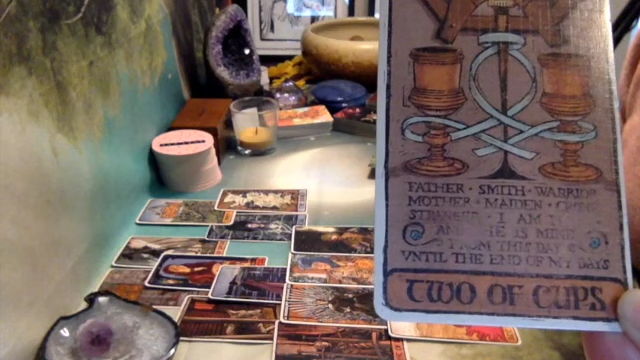 FATHER · SMITH · WARRIOR
MOTHER · MAIDEN · CRONE
STRANGER · I AM
AND HE IS MINE
FROM THIS DAY
VNTIL THE END OF MY DAYS
TWO OF CUPS